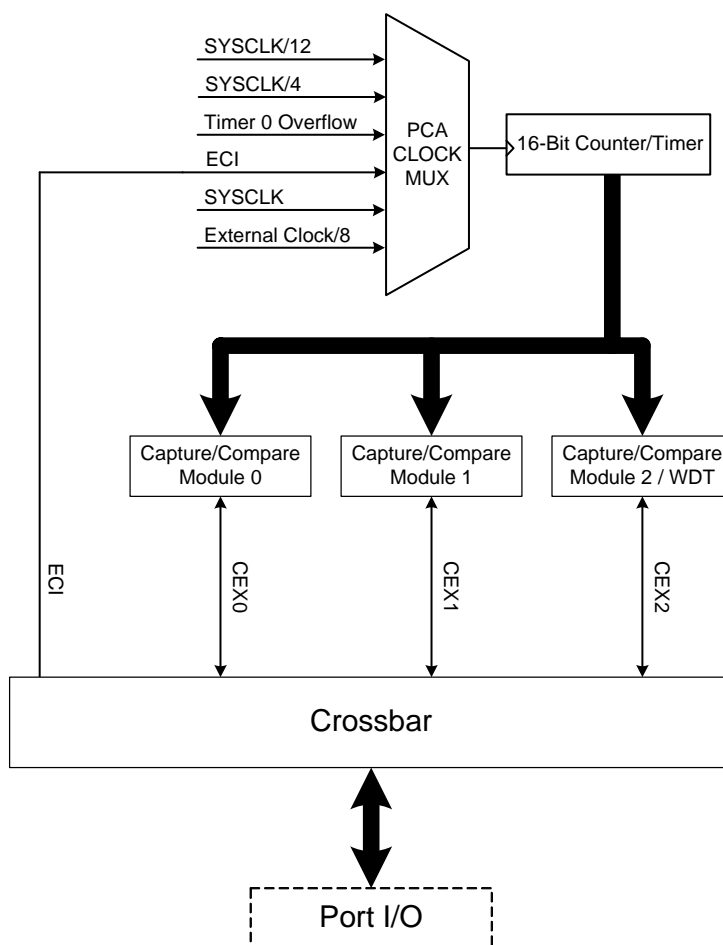 SYSCLK/12
SYSCLK/4
Timer 0 Overflow
ECI
SYSCLK
External Clock/8
PCA
CLOCK
MUX
16-Bit Counter/Timer
Capture/Compare
Module 0
Capture/Compare
Module 1
Capture/Compare
Module 2 / WDT
ECI
CEX0
CEX1
CEX2
Crossbar
Port I/O